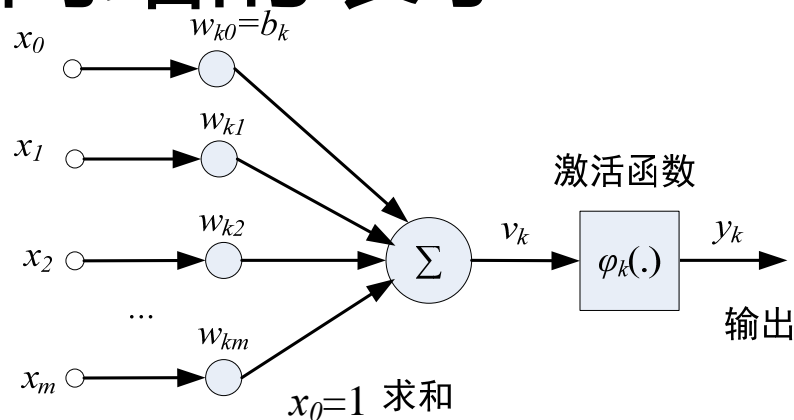 x0
wk0=bk
x1
wk1
激活函数
x2
wk2
Σ
vk
φk(.)
yk
...
输出
xm
wkm
x0=1 求和